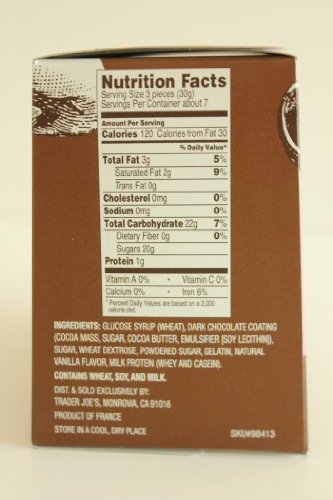 Nutrition Facts
Serving Size 3 pieces (30g)
Servings Per Container about 7
Amount Per Serving
Calories 120 Calories from Fat 30
% Daily Value*
Total Fat 3g 5%
Saturated Fat 2g 9%
Trans Fat 0g
Cholesterol 0mg 0%
Sodium 0mg 0%
Total Carbohydrate 22g 7%
Dietary Fiber 0g 0%
Sugars 20g
Protein 1g
Vitamin A 0% • Vitamin C 0%
Calcium 0% • Iron 6%
*Percent Daily Values are based on a 2,000
calorie diet.
INGREDIENTS: GLUCOSE SYRUP (WHEAT), DARK CHOCOLATE COATING
(COCOA MASS, SUGAR, COCOA BUTTER, EMULSIFIER [SOY LECITHIN]),
SUGAR, WHEAT DEXTROSE, POWDERED SUGAR, GELATIN, NATURAL
VANILLA FLAVOR, MILK PROTEIN (WHEY AND CASEIN).
CONTAINS WHEAT, SOY, AND MILK.
DIST. & SOLD EXCLUSIVELY BY:
TRADER JOE'S, MONROVIA, CA 91016
PRODUCT OF FRANCE
STORE IN A COOL, DRY PLACE SKU#98413